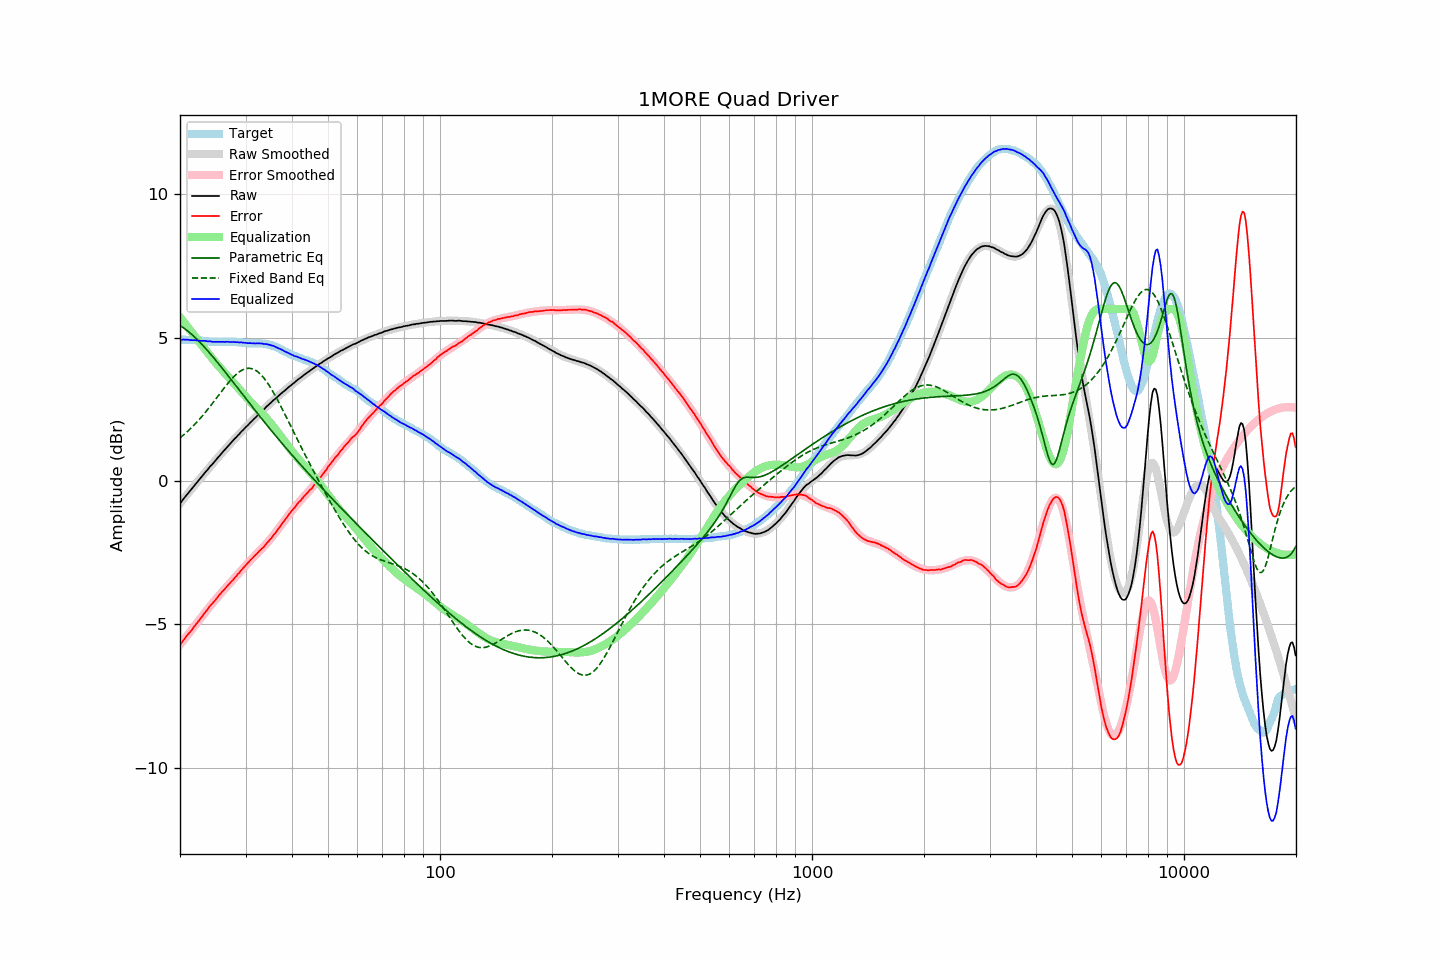 1MORE Quad Driver
Target
Raw Smoothed
Error Smoothed
Raw
Error
Equalization
Parametric Eq
Fixed Band Eq
Equalized
10
5
0
−5
−10
Amplitude (dBr)
100
1000
10000
Frequency (Hz)